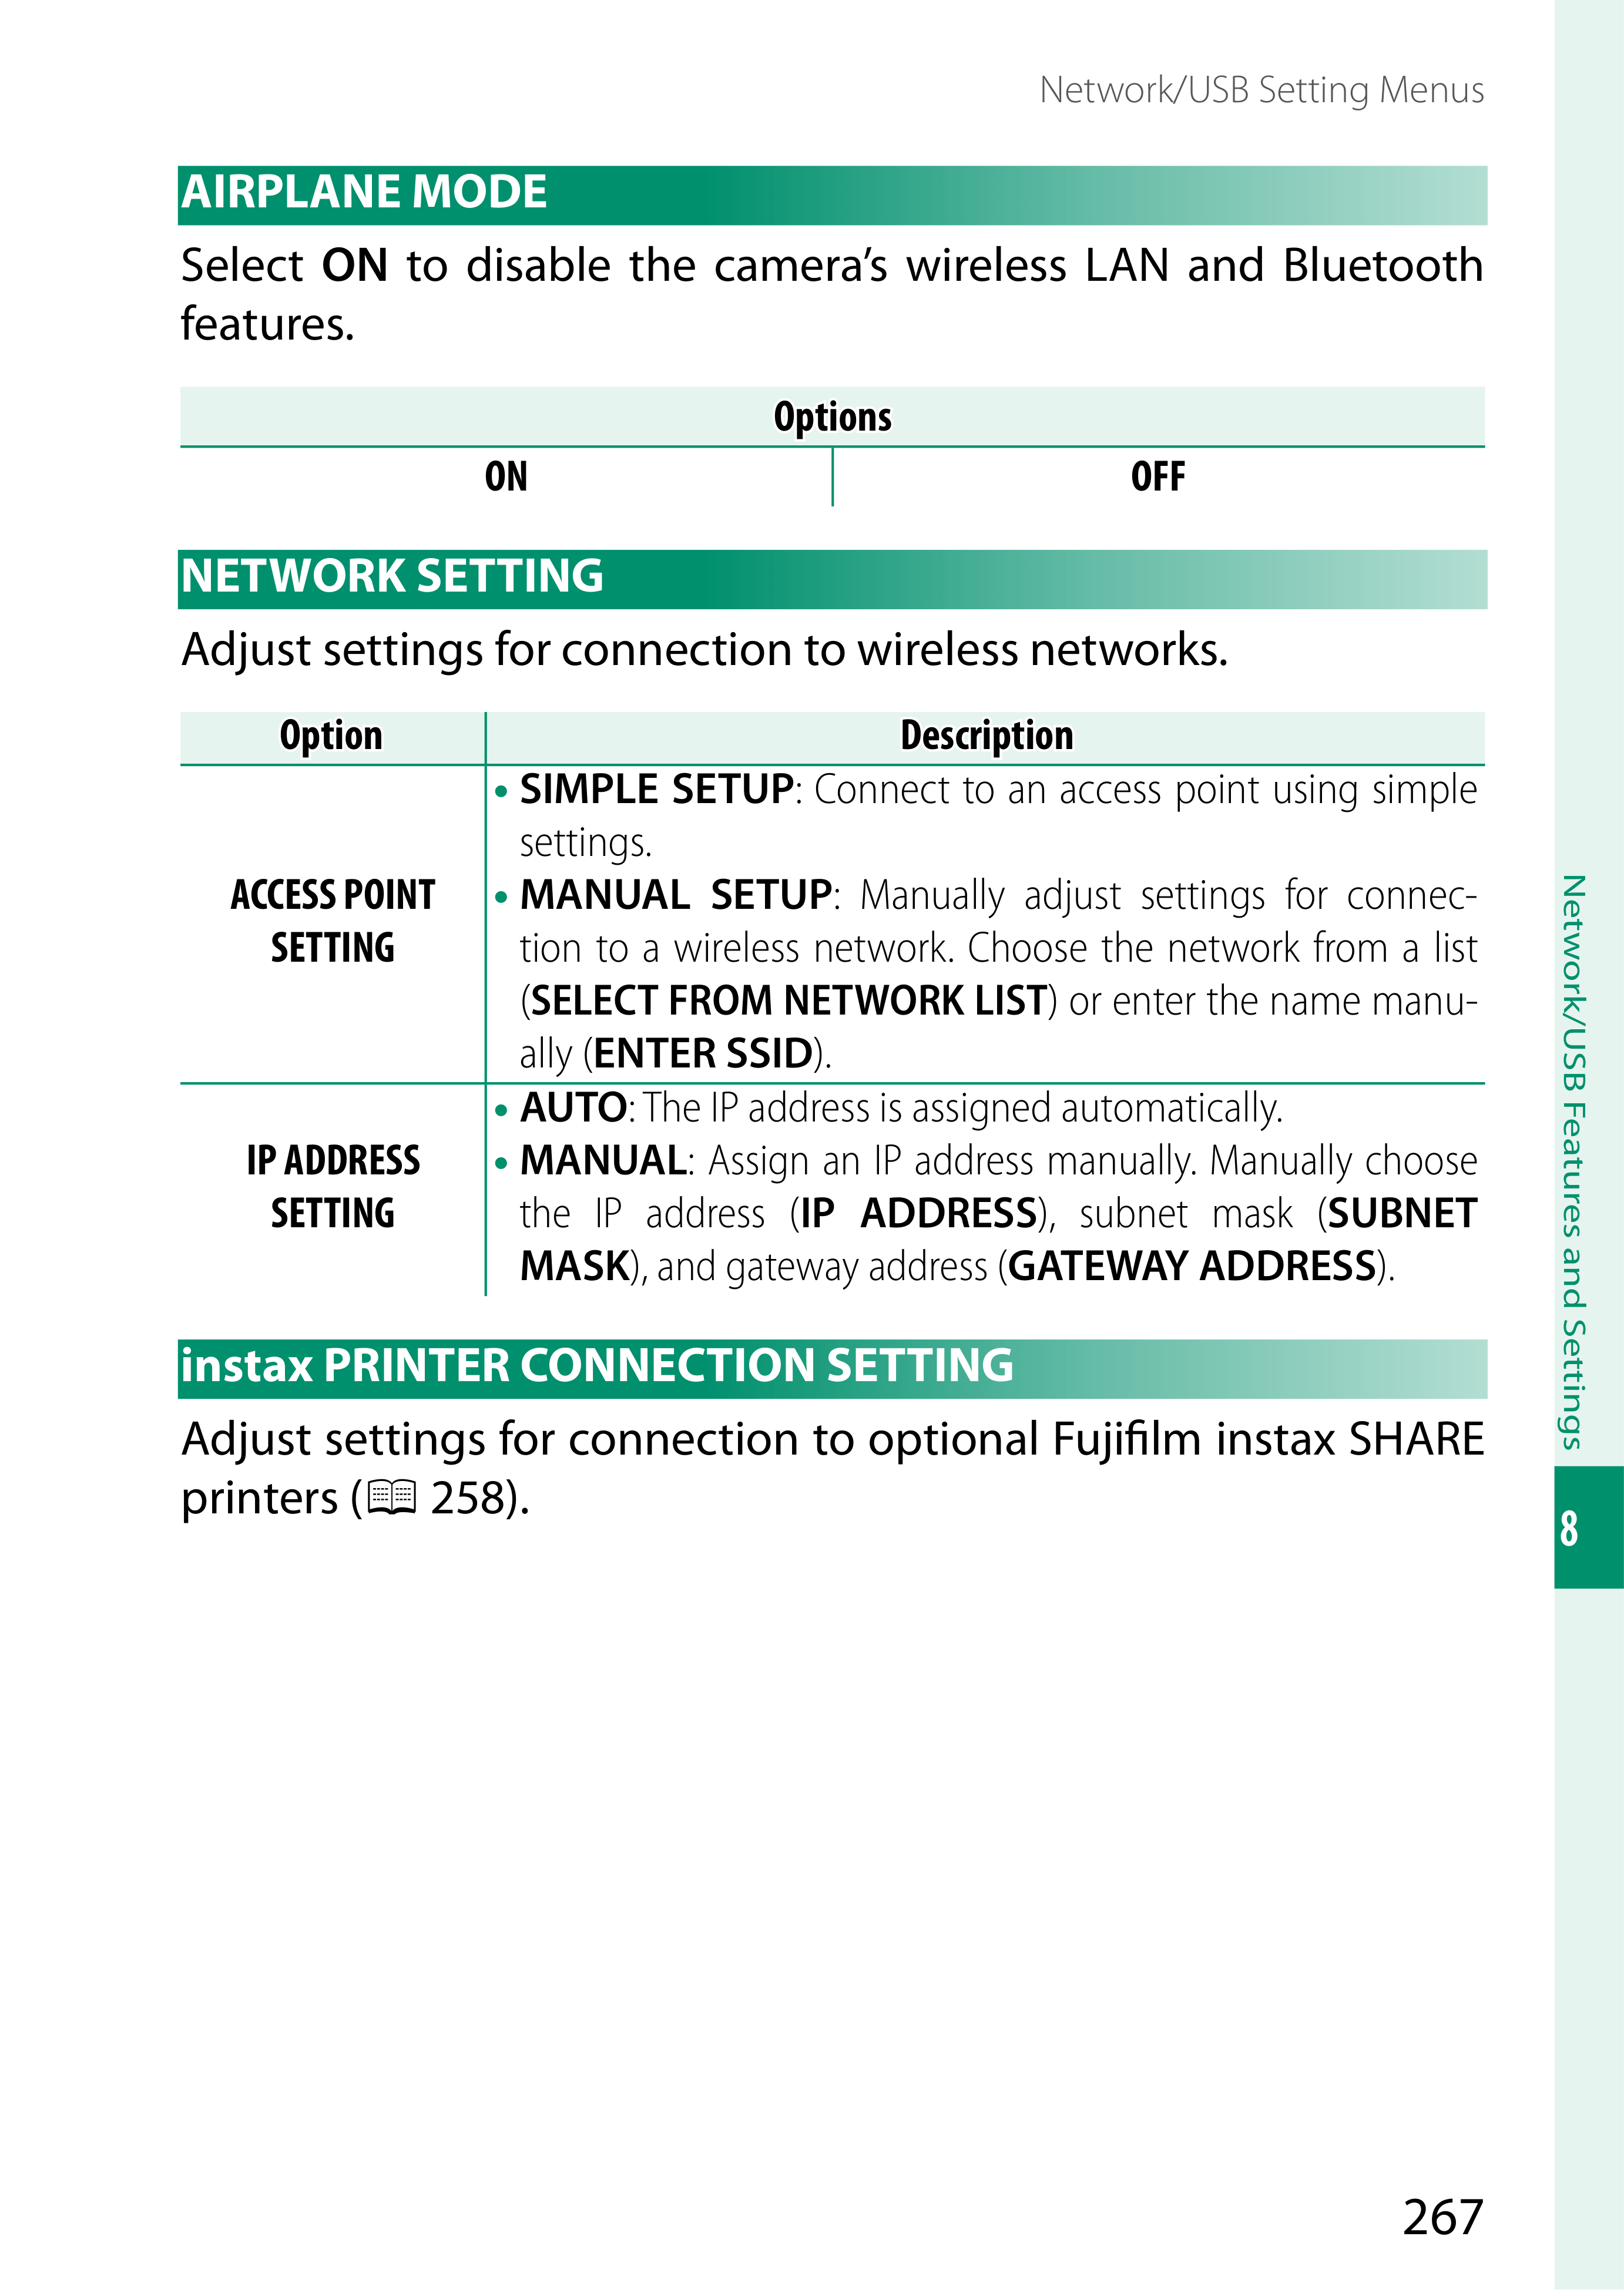 Network/USB Setting Menus
AIRPLANE MODE
Select ON to disable the camera’s wireless LAN and Bluetooth
features.
Options
ON OFF
NETWORK SETTING
Adjust settings for connection to wireless networks.
Option Description
ACCESS POINT
SETTING
• SIMPLE SETUP: Connect to an access point using simple
settings.
• MANUAL SETUP: Manually adjust settings for connec-
tion to a wireless network. Choose the network from a list
(SELECT FROM NETWORK LIST) or enter the name manu-
ally (ENTER SSID).
IP ADDRESS
SETTING
• AUTO: The IP address is assigned automatically.
• MANUAL: Assign an IP address manually. Manually choose
the IP address (IP ADDRESS), subnet mask (SUBNET
MASK), and gateway address (GATEWAY ADDRESS).
instax PRINTER CONNECTION SETTING
Adjust settings for connection to optional Fujifilm instax SHARE
printers (📖 258).
Network/USB Features and Settings
8
267